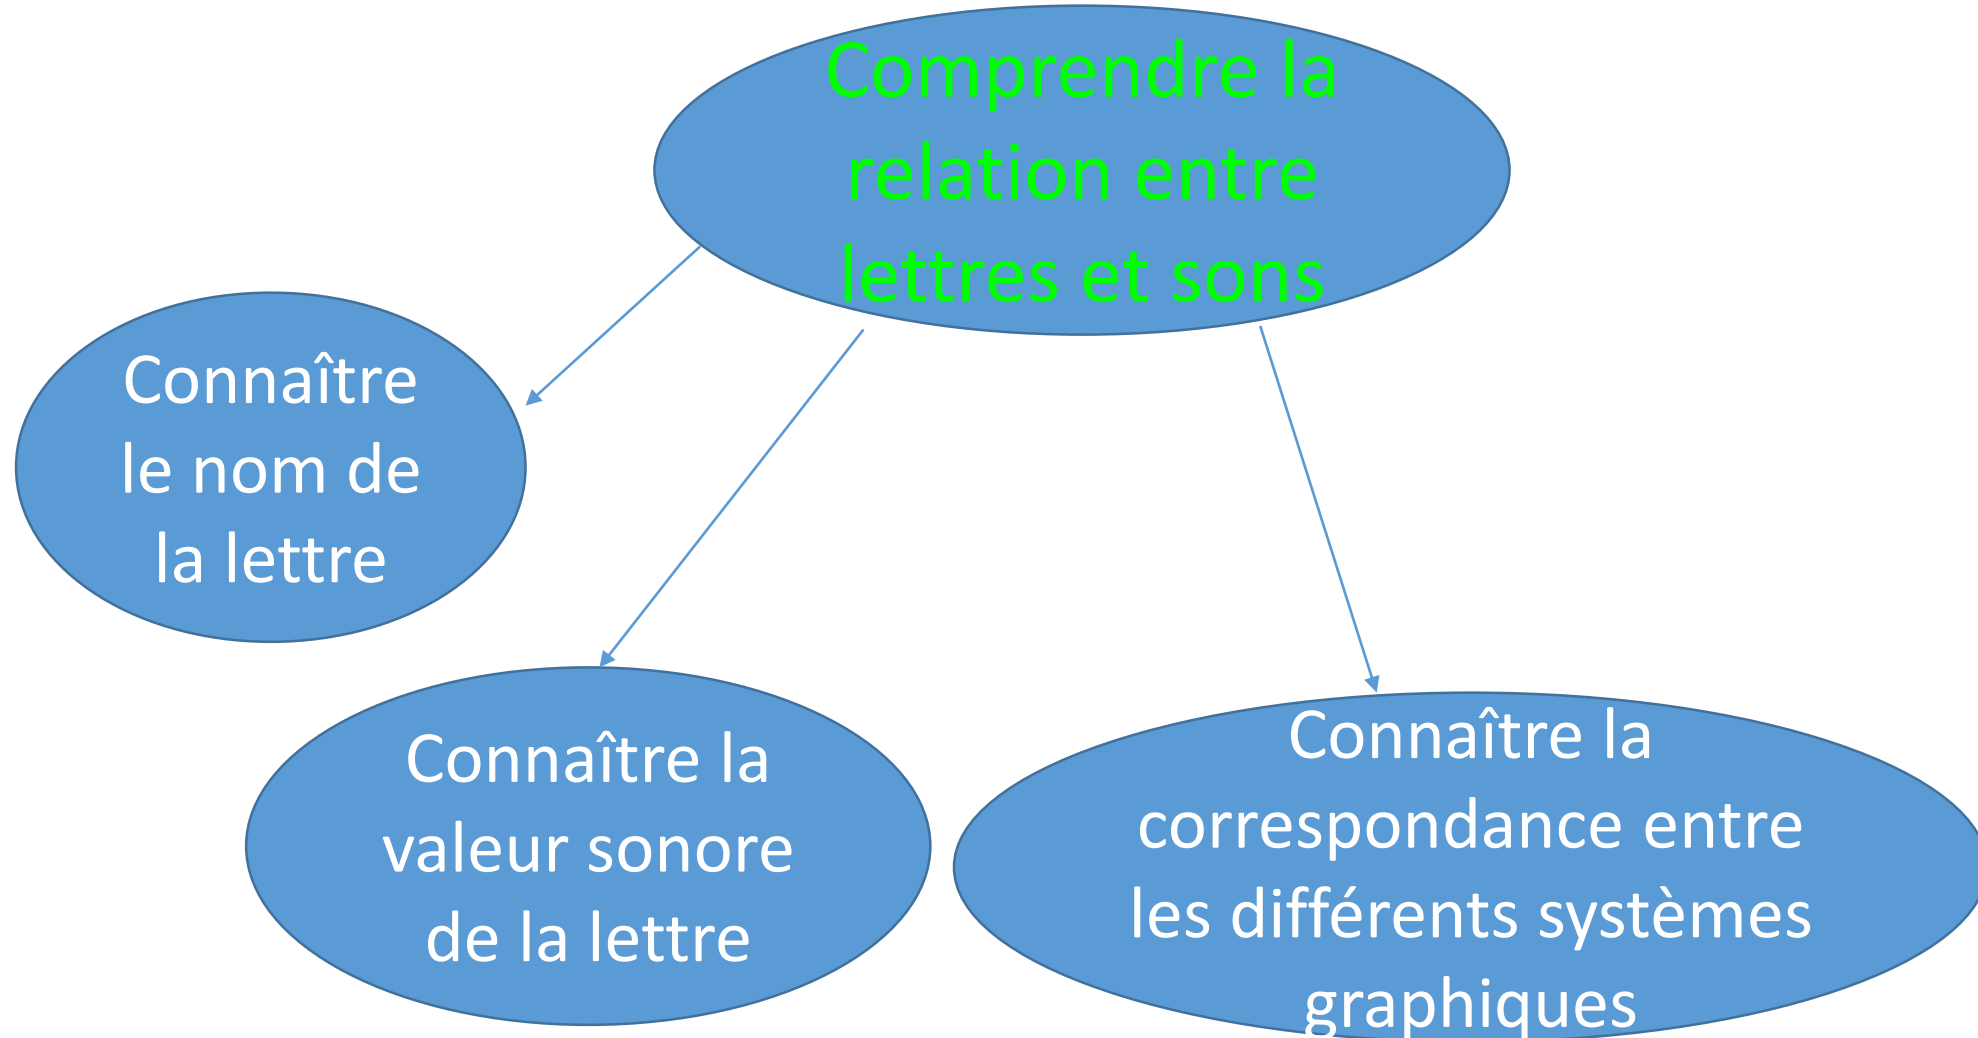 Comprendre la
relation entre
lettres et sons
Connaître
le nom de
la lettre
Connaître la
valeur sonore
de la lettre
Connaître la
correspondance entre
les différents systèmes
graphiques